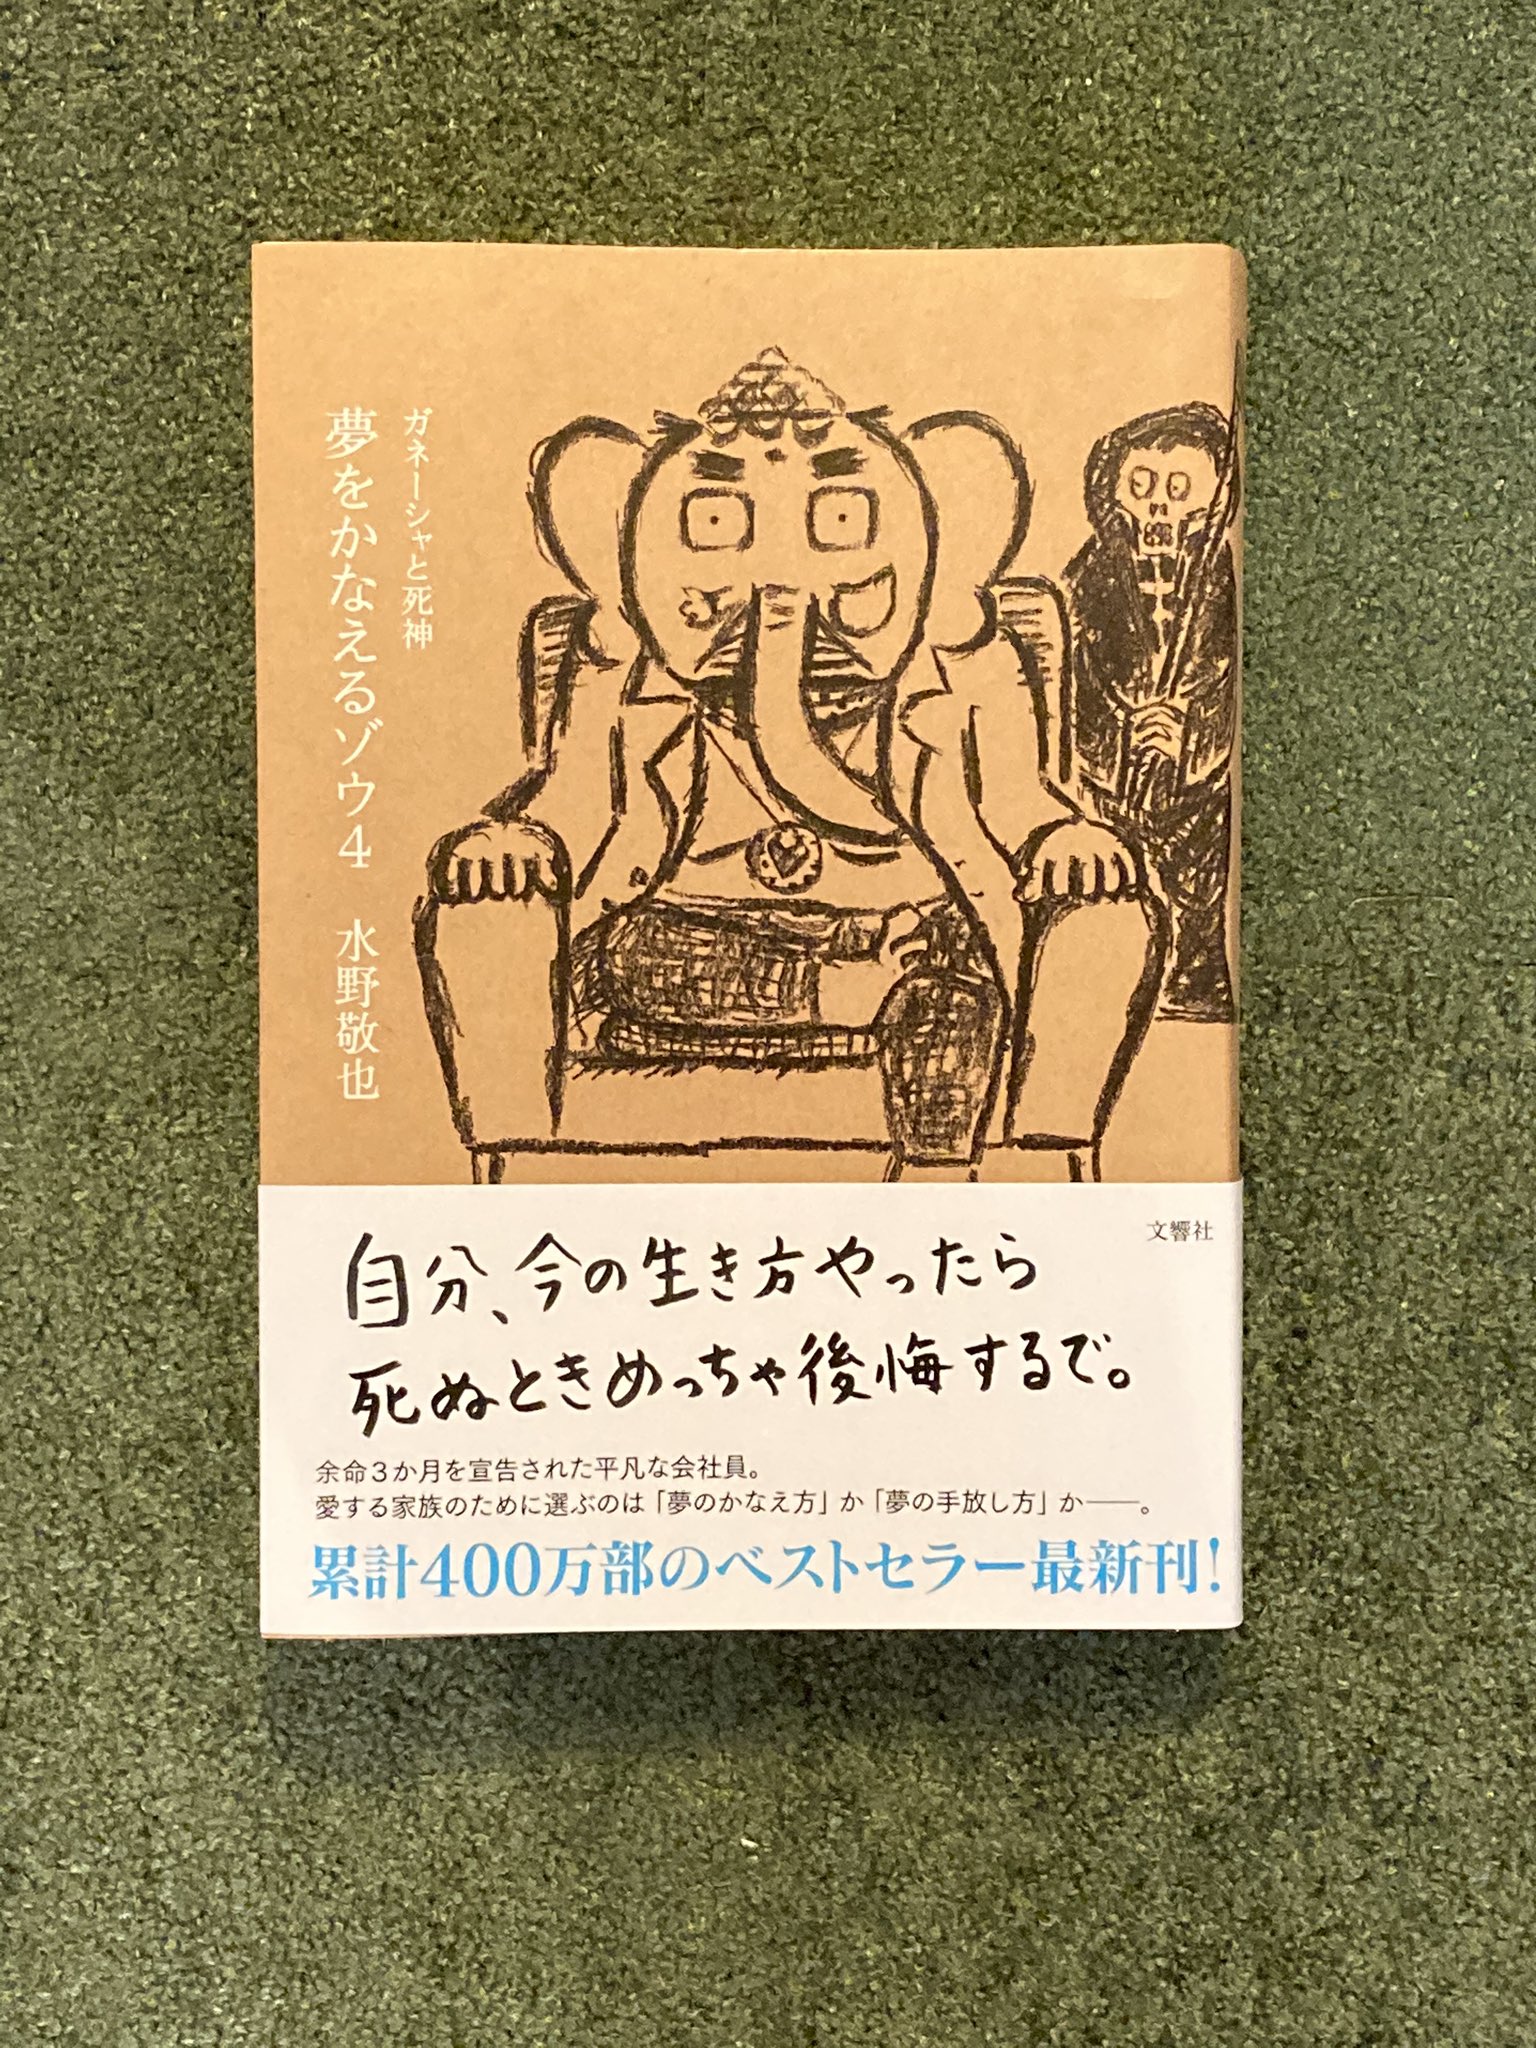 ガネーシャと死神
夢をかなえるゾウ4 水野敬也
文響社
自分、今の生き方やったら
死ぬときめっちゃ後悔するで。
余命3か月を宣告された平凡な会社員。
愛する家族のために選ぶのは「夢のかなえ方」か「夢の手放し方」か──。
累計400万部のベストセラー最新刊!